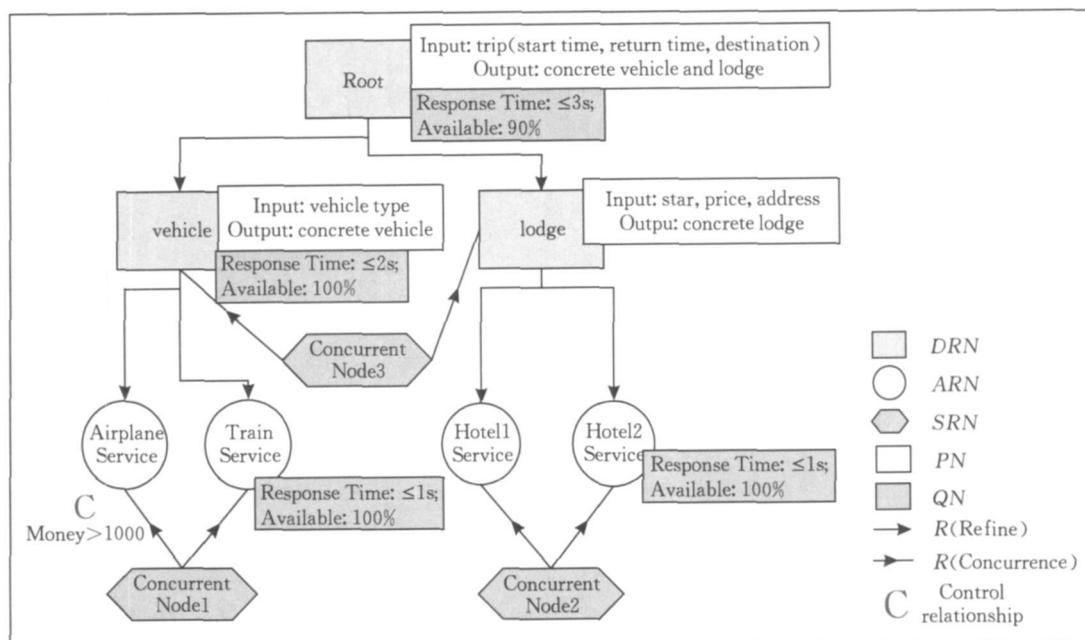 Root
Input: trip(start time, return time, destination)
Output: concrete vehicle and lodge
Response Time: ≤3s;
Available: 90%
vehicle
Input: vehicle type
Output: concrete vehicle
Response Time: ≤2s;
Available: 100%
lodge
Input: star, price, address
Outpu: concrete lodge
Concurrent
Node3
Airplane
Service
Train
Service
Response Time: ≤1s;
Available: 100%
Hotel1
Service
Hotel2
Service
Response Time: ≤1s;
Available: 100%
C
Money>1000
Concurrent
Node1
Concurrent
Node2
DRN
ARN
SRN
PN
QN
R(Refine)
R(Concurrence)
C Control
relationship